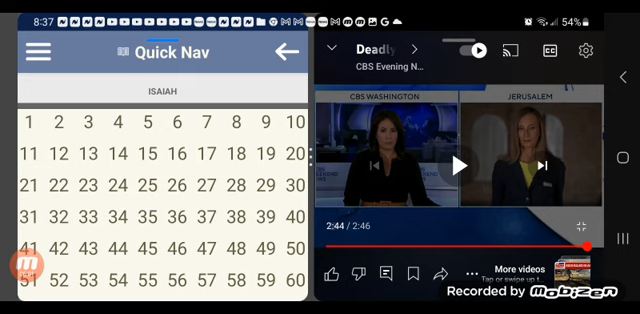 8:37
54%
Quick Nav
ISAIAH
1 2 3 4 5 6 7 8 9 10
11 12 13 14 15 16 17 18 19 20
21 22 23 24 25 26 27 28 29 30
31 32 33 34 35 36 37 38 39 40
41 42 43 44 45 46 47 48 49 50
51 52 53 54 55 56 57 58 59 60
Deadly
CBS Evening N...
CBS WASHINGTON
JERUSALEM
2:44 / 2:46
More videos
Tap or swipe up t
Recorded by Mobizen